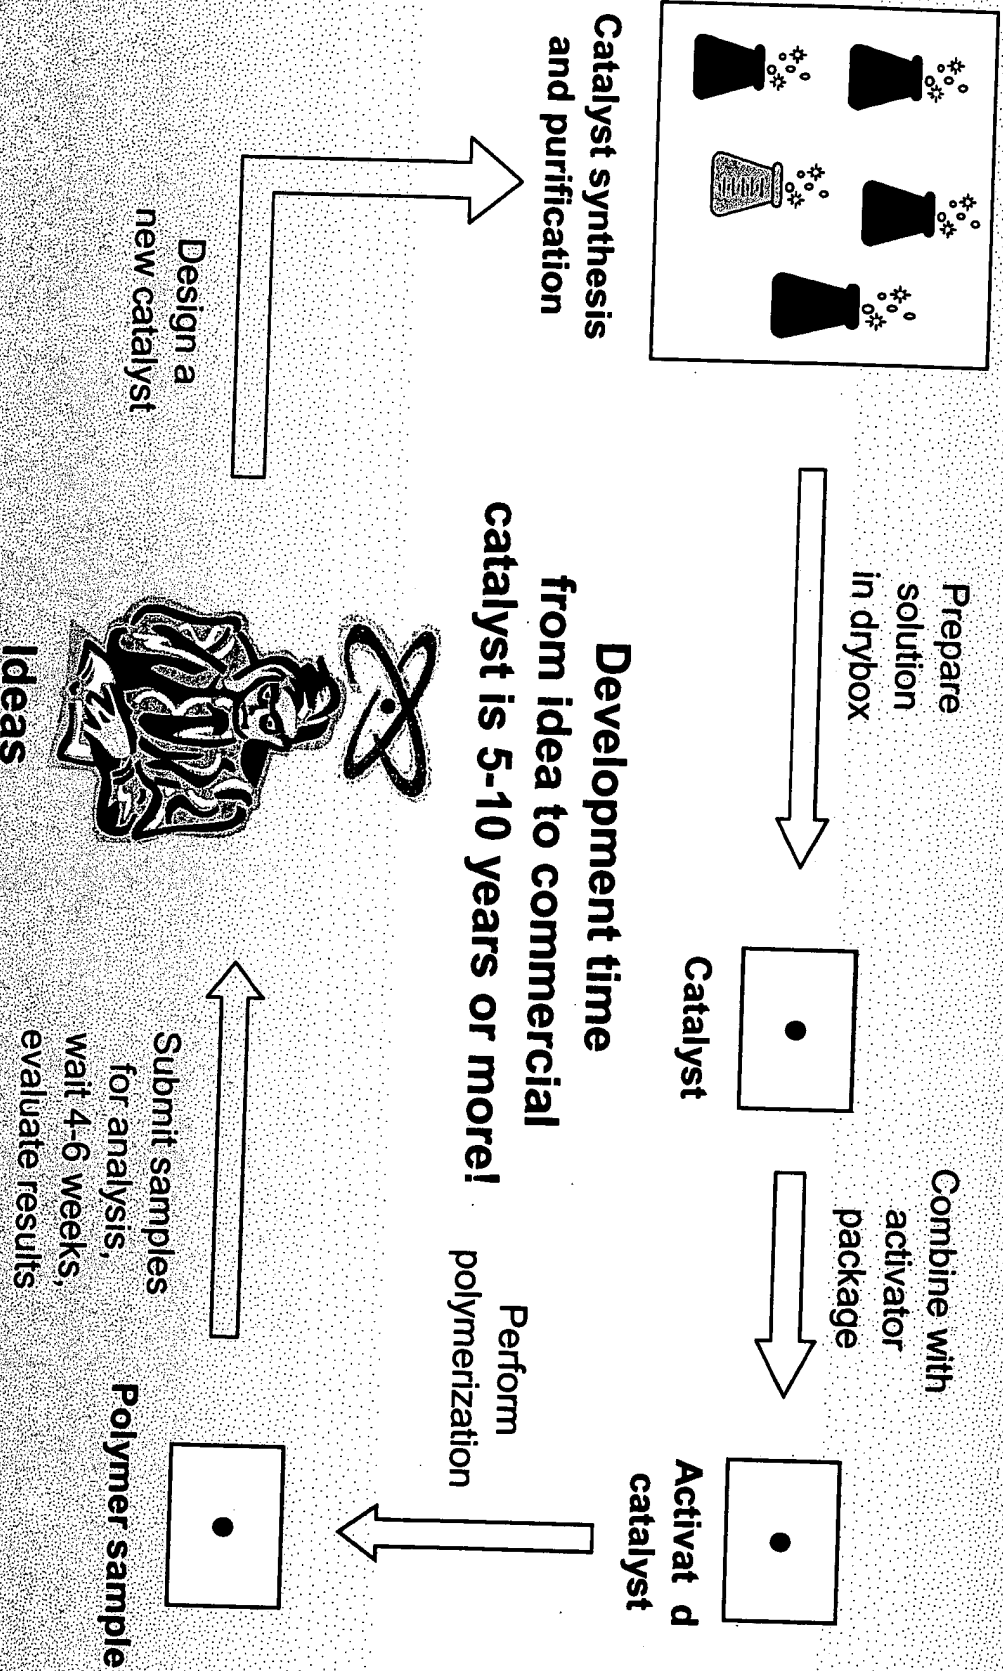 Prepare
solution
in drybox
Combine with
activator
package
Catalyst synthesis
and purification
Catalyst
Activat d
catalyst
Development time
from idea to commercial
catalyst is 5-10 years or more!
Perform
polymerization
Design a
new catalyst
Submit samples
for analysis,
wait 4-6 weeks,
evaluate results
Polymer sample
Ideas